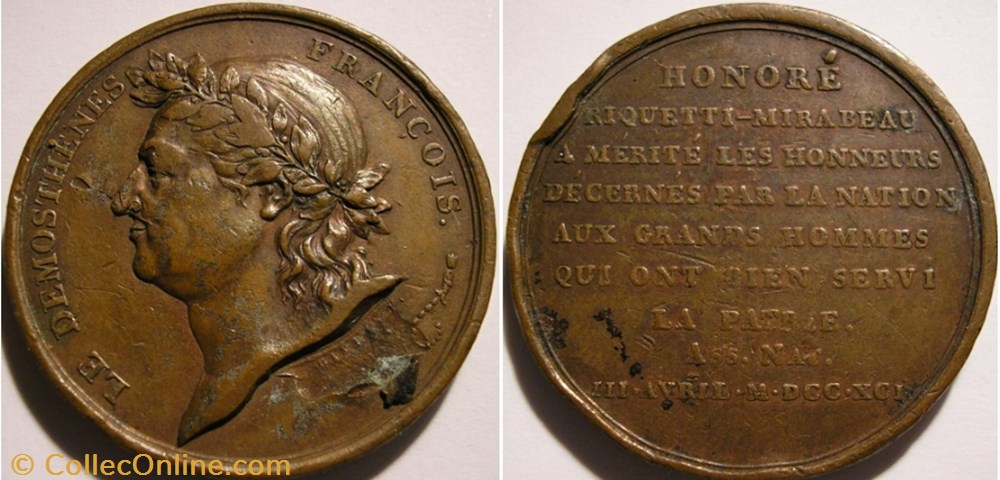 LE DEMOSTHENES FRANÇOIS.
HONORÉ
RIQUETTI-MIRABEAU
A MERITÉ LES HONNEURS
DECERNES PAR LA NATION
AUX GRANDS HOMMES
QUI ONT BIEN SERVI
LA PATRIE.
ASS. NAT.
III·AVRIL·M·DCC·XCI
© CollecOnline.com